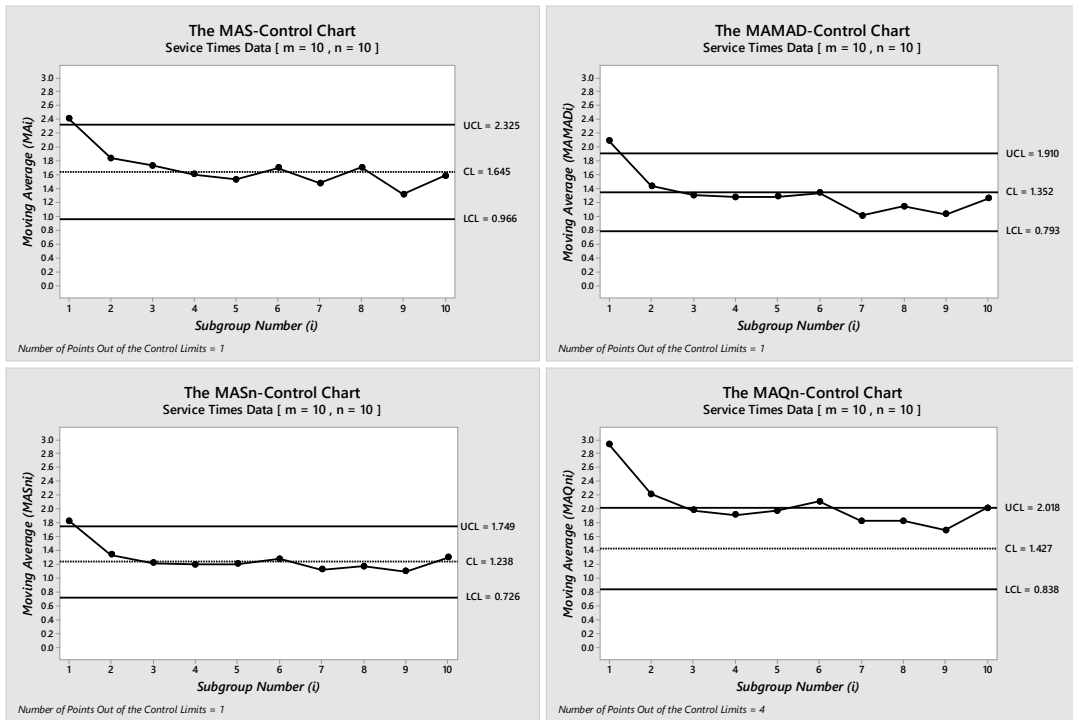 The MAS-Control Chart
Sevice Times Data [ m = 10 , n = 10 ]
Moving Average (MAi)
3.0
2.8
2.6
2.4
2.2
2.0
1.8
1.6
1.4
1.2
1.0
0.8
0.6
0.4
0.2
0.0
UCL = 2.325
CL = 1.645
LCL = 0.966
1 2 3 4 5 6 7 8 9 10
Subgroup Number (i)
Number of Points Out of the Control Limits = 1
The MAMAD-Control Chart
Service Times Data [ m = 10 , n = 10 ]
Moving Average (MAMADi)
3.0
2.8
2.6
2.4
2.2
2.0
1.8
1.6
1.4
1.2
1.0
0.8
0.6
0.4
0.2
0.0
UCL = 1.910
CL = 1.352
LCL = 0.793
1 2 3 4 5 6 7 8 9 10
Subgroup Number (i)
Number of Points Out of the Control Limits = 1
The MASn-Control Chart
Service Times Data [ m = 10 , n = 10 ]
Moving Average (MASni)
3.0
2.8
2.6
2.4
2.2
2.0
1.8
1.6
1.4
1.2
1.0
0.8
0.6
0.4
0.2
0.0
UCL = 1.749
CL = 1.238
LCL = 0.726
1 2 3 4 5 6 7 8 9 10
Subgroup Number (i)
Number of Points Out of the Control Limits = 1
The MAQn-Control Chart
Service Times Data [ m = 10 , n = 10 ]
Moving Average (MAQni)
3.0
2.8
2.6
2.4
2.2
2.0
1.8
1.6
1.4
1.2
1.0
0.8
0.6
0.4
0.2
0.0
UCL = 2.018
CL = 1.427
LCL = 0.838
1 2 3 4 5 6 7 8 9 10
Subgroup Number (i)
Number of Points Out of the Control Limits = 4